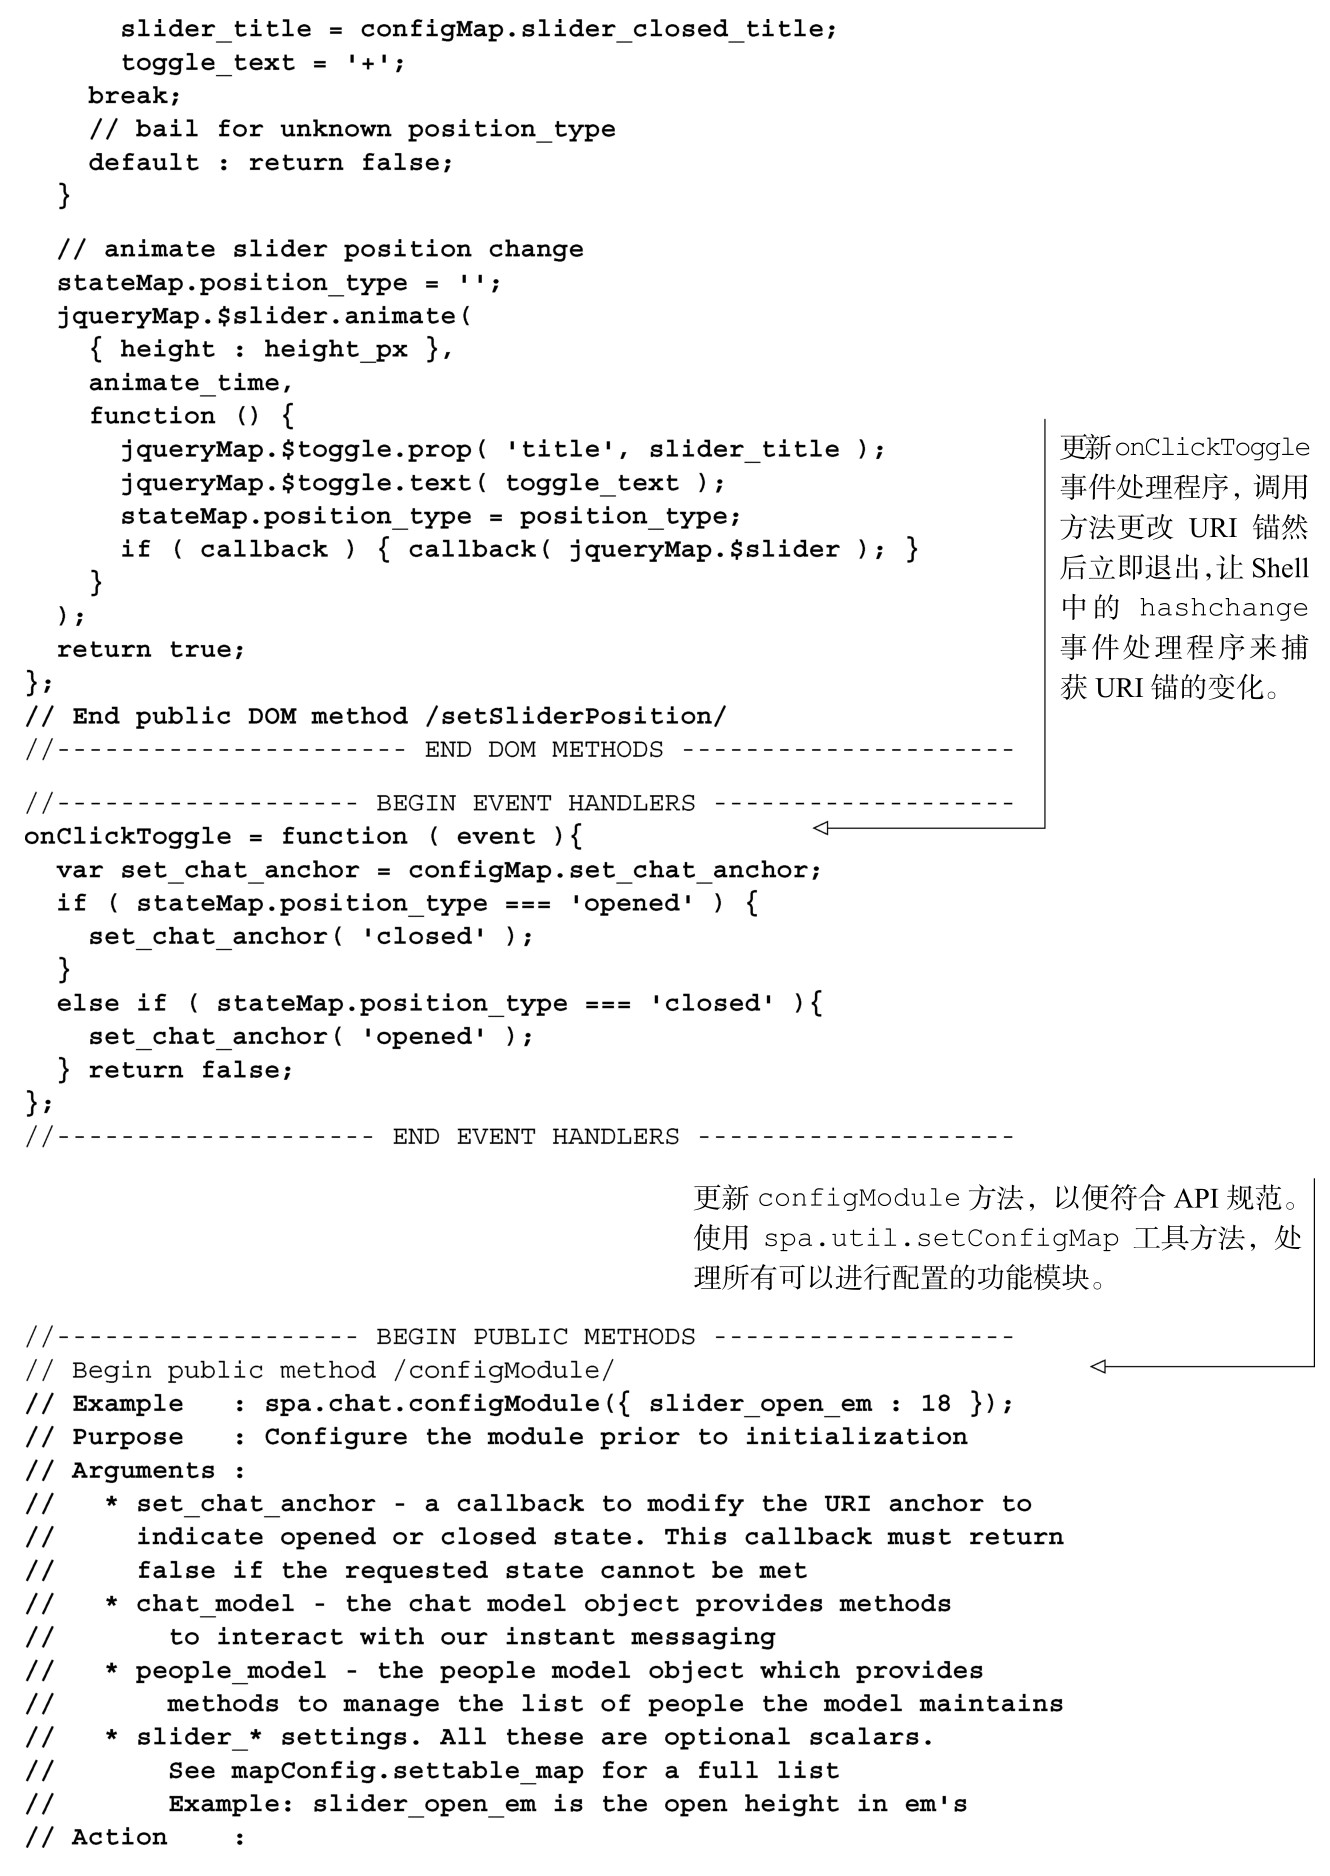 slider_title = configMap.slider_closed_title;
      toggle_text = '+';
    break;
    // bail for unknown position_type
    default : return false;
  }
  // animate slider position change
  stateMap.position_type = '';
  jqueryMap.$slider.animate(
    { height : height_px },
    animate_time,
    function () {
      jqueryMap.$toggle.prop( 'title', slider_title );
      jqueryMap.$toggle.text( toggle_text );
      stateMap.position_type = position_type;
      if ( callback ) { callback( jqueryMap.$slider ); }
    }
  );
  return true;
};
// End public DOM method /setSliderPosition/
//---------------------- END DOM METHODS ---------------------
更新onClickToggle
事件处理程序，调用
方法更改 URI 锚然
后立即退出，让 Shell
中的 hashchange
事件处理程序来捕
获 URI 锚的变化。
//------------------- BEGIN EVENT HANDLERS -------------------
onClickToggle = function ( event ){
  var set_chat_anchor = configMap.set_chat_anchor;
  if ( stateMap.position_type === 'opened' ) {
    set_chat_anchor( 'closed' );
  }
  else if ( stateMap.position_type === 'closed' ){
    set_chat_anchor( 'opened' );
  } return false;
};
//-------------------- END EVENT HANDLERS --------------------
更新 configModule 方法，以便符合 API 规范。
使用 spa.util.setConfigMap 工具方法，处
理所有可以进行配置的功能模块。
//------------------- BEGIN PUBLIC METHODS -------------------
// Begin public method /configModule/
// Example   : spa.chat.configModule({ slider_open_em : 18 });
// Purpose   : Configure the module prior to initialization
// Arguments :
//   * set_chat_anchor - a callback to modify the URI anchor to
//     indicate opened or closed state. This callback must return
//     false if the requested state cannot be met
//   * chat_model - the chat model object provides methods
//       to interact with our instant messaging
//   * people_model - the people model object which provides
//       methods to manage the list of people the model maintains
//   * slider_* settings. All these are optional scalars.
//       See mapConfig.settable_map for a full list
//       Example: slider_open_em is the open height in em's
// Action    :